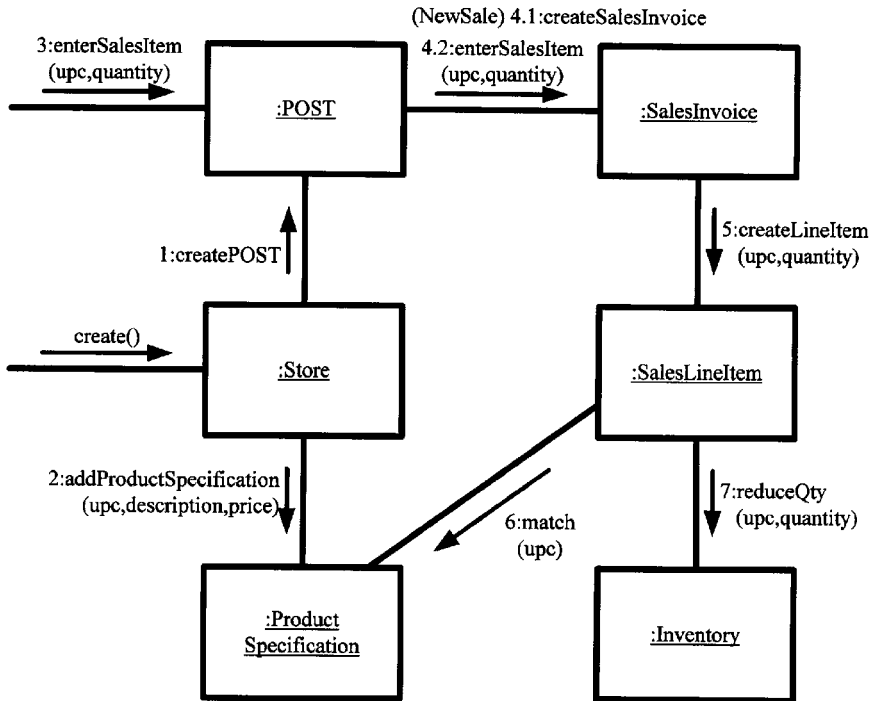 (NewSale) 4.1:createSalesInvoice
3:enterSalesItem
(upc,quantity)
4.2:enterSalesItem
(upc,quantity)
:POST
:SalesInvoice
1:createPOST
5:createLineItem
(upc,quantity)
create()
:Store
:SalesLineItem
2:addProductSpecification
(upc,description,price)
6:match
(upc)
7:reduceQty
(upc,quantity)
:Product
Specification
:Inventory